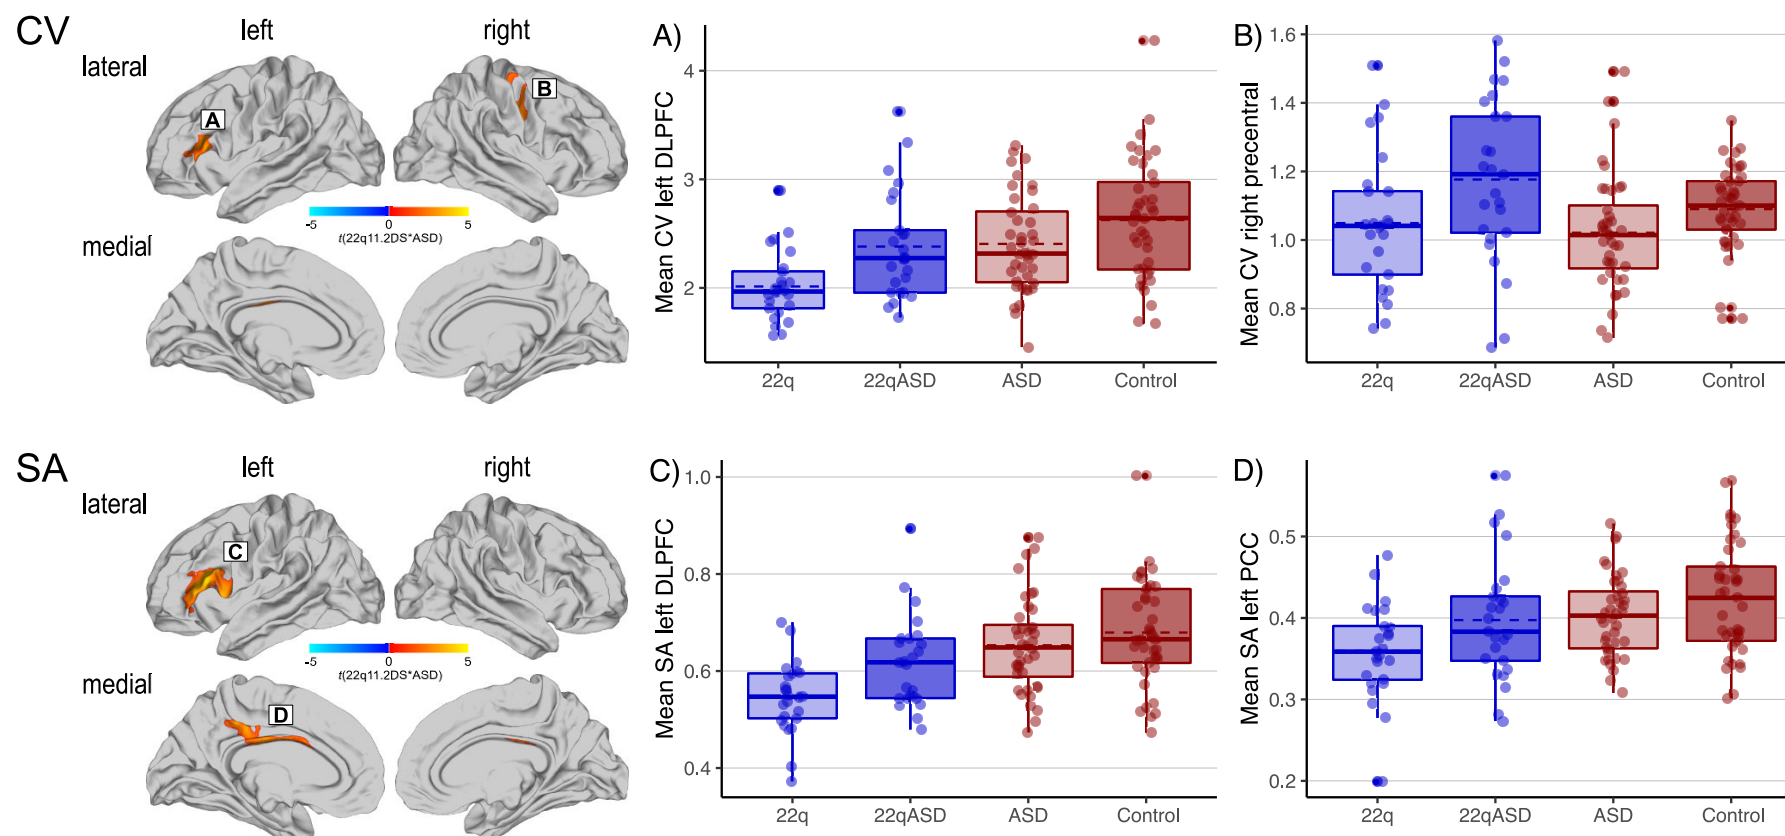 CV
left
right
lateral
A
B
-5
0
5
t(22q11.2DS*ASD)
medial
A)
Mean CV left DLPFC
4
3
2
22q
22qASD
ASD
Control
B)
Mean CV right precentral
1.6
1.4
1.2
1.0
0.8
22q
22qASD
ASD
Control
SA
left
right
lateral
C
-5
0
5
t(22q11.2DS*ASD)
medial
D
C)
Mean SA left DLPFC
1.0
0.8
0.6
0.4
22q
22qASD
ASD
Control
D)
Mean SA left PCC
0.5
0.4
0.3
0.2
22q
22qASD
ASD
Control